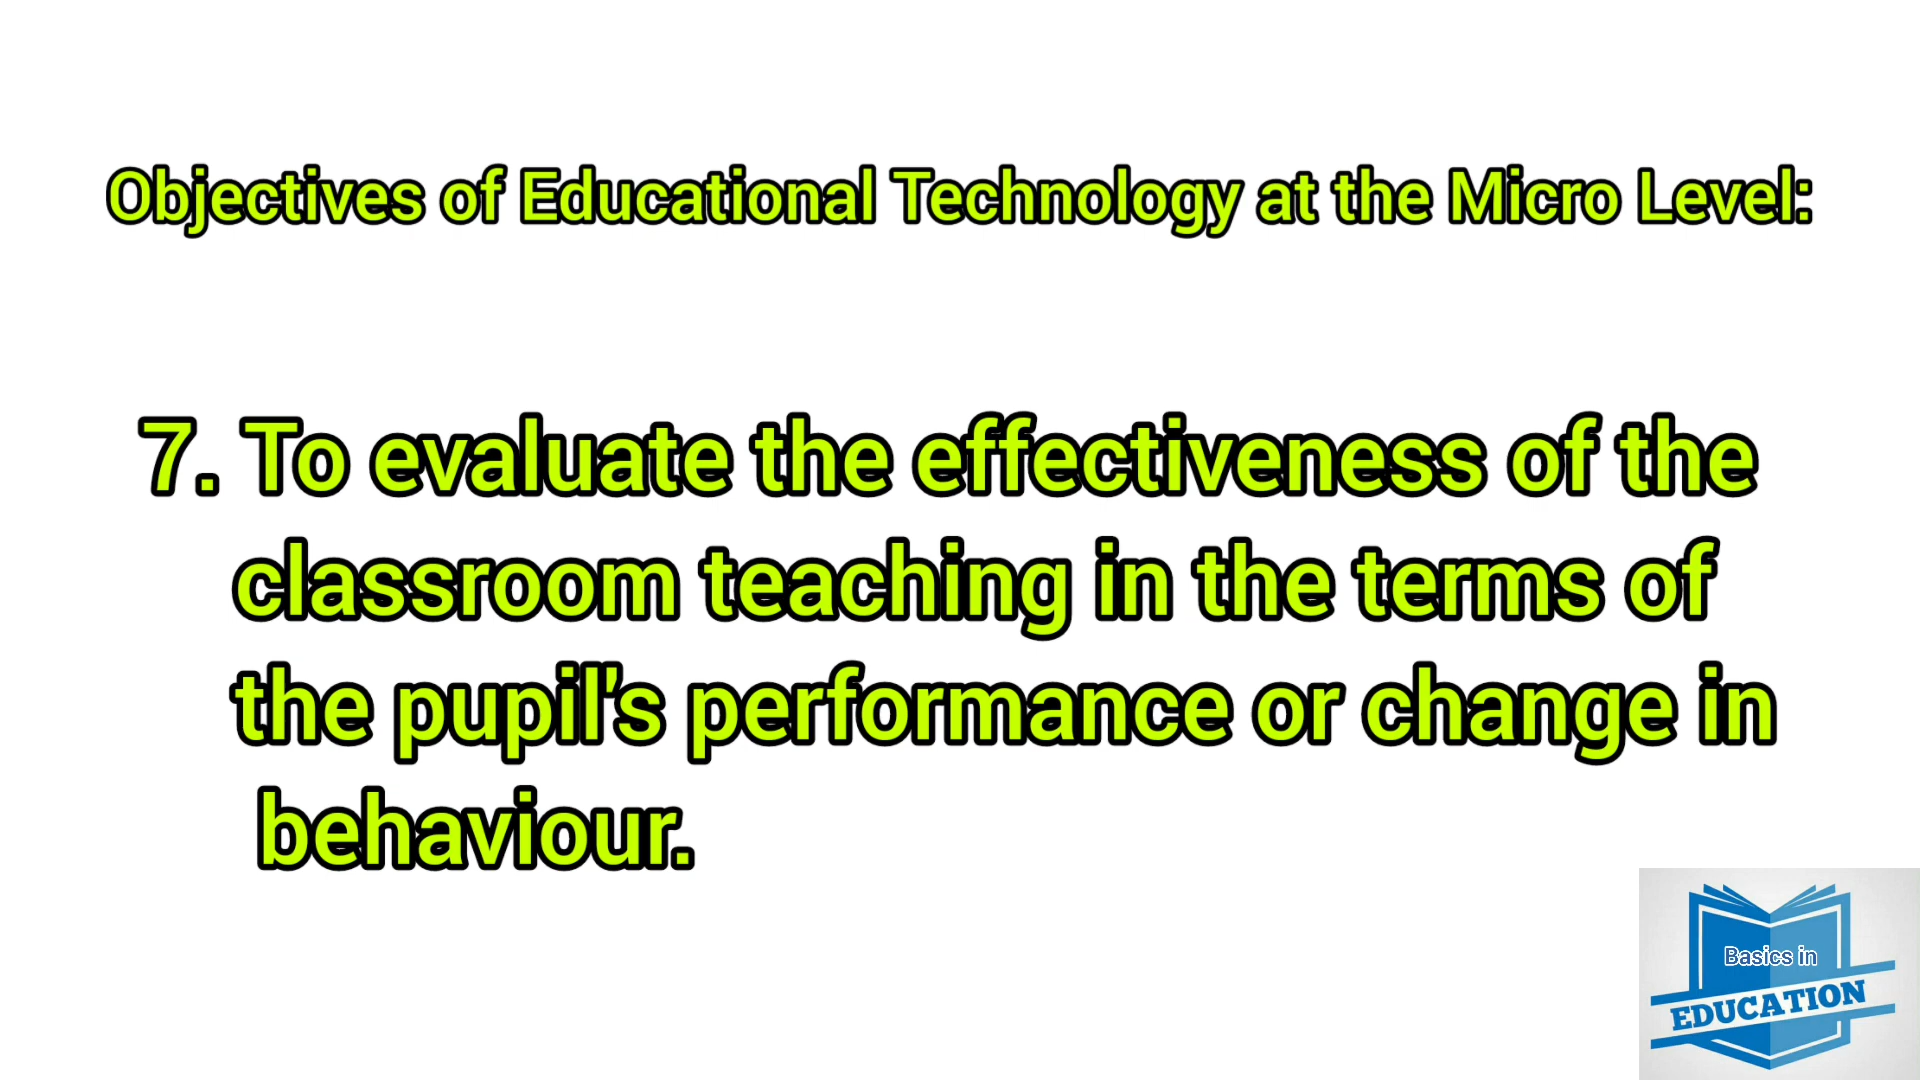 Objectives of Educational Technology at the Micro Level:
7. To evaluate the effectiveness of the
classroom teaching in the terms of
the pupil's performance or change in
behaviour.
Basics in
EDUCATION